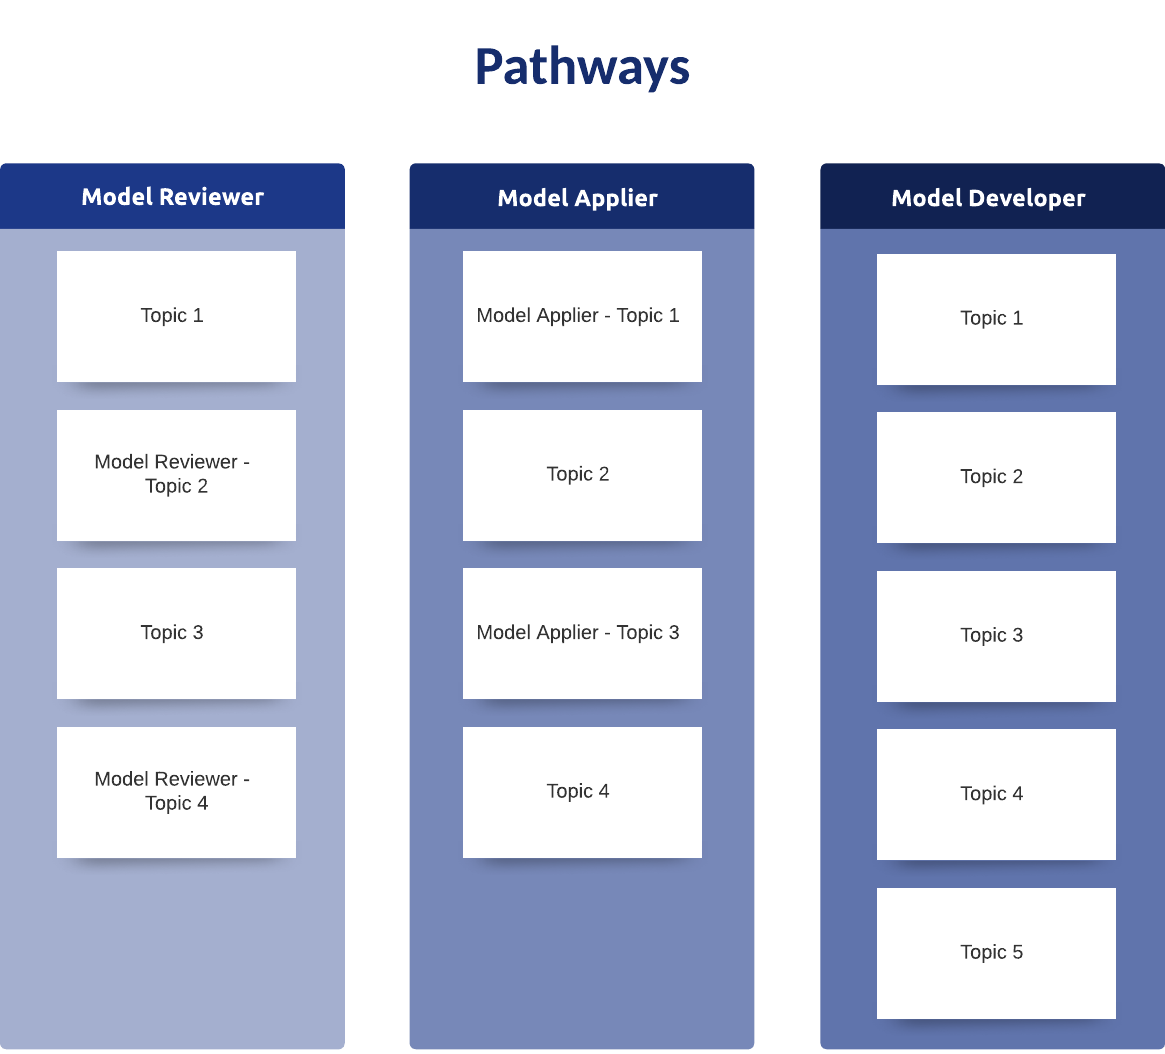 Pathways
Model Reviewer
Topic 1
Model Reviewer -
Topic 2
Topic 3
Model Reviewer -
Topic 4
Model Applier
Model Applier - Topic 1
Topic 2
Model Applier - Topic 3
Topic 4
Model Developer
Topic 1
Topic 2
Topic 3
Topic 4
Topic 5